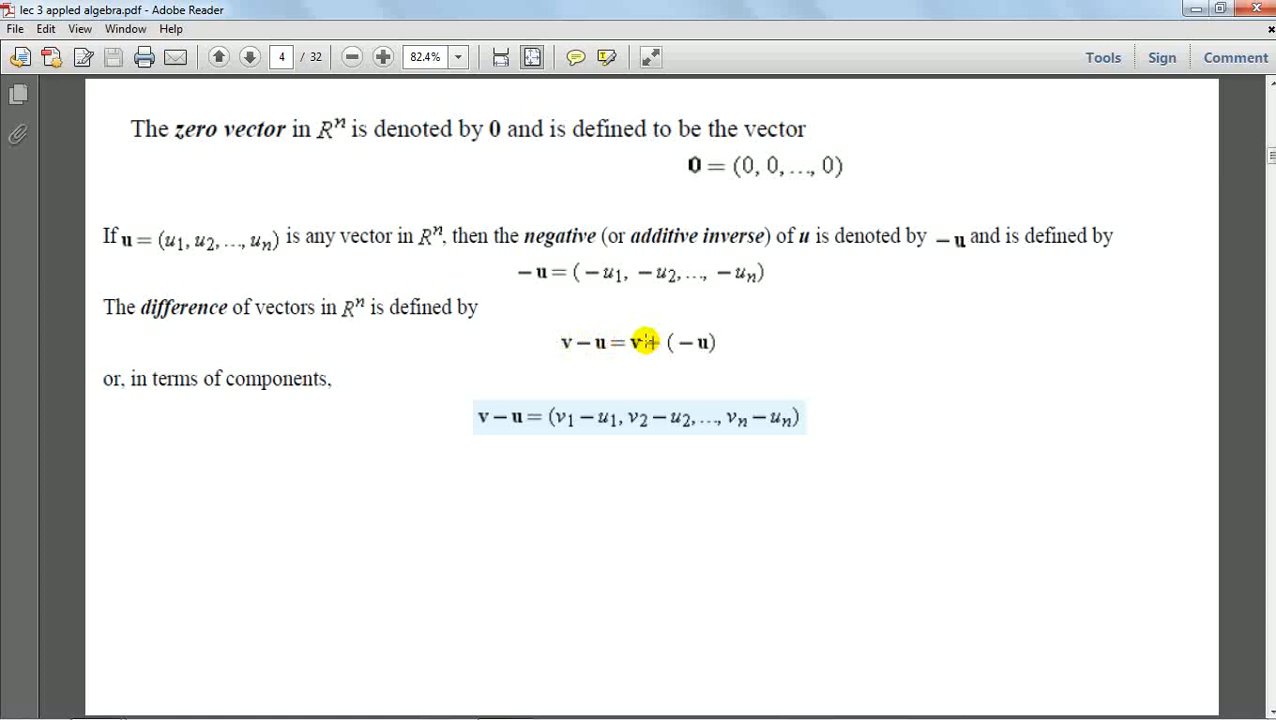 lec 3 appled algebra.pdf - Adobe Reader
File Edit View Window Help
4 / 32 82.4% Tools Sign Comment
The zero vector in Rⁿ is denoted by 0 and is defined to be the vector
0 = (0, 0, ..., 0)
If u = (u₁, u₂, ..., uₙ) is any vector in Rⁿ, then the negative (or additive inverse) of u is denoted by −u and is defined by
−u = (−u₁, −u₂, ..., −uₙ)
The difference of vectors in Rⁿ is defined by
v − u = v + (−u)
or, in terms of components,
v − u = (v₁ − u₁, v₂ − u₂, ..., vₙ − uₙ)